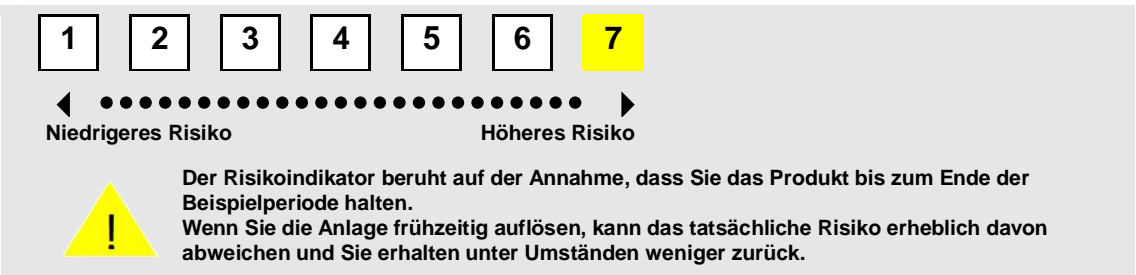 1 2 3 4 5 6 7
Niedrigeres Risiko Höheres Risiko
Der Risikoindikator beruht auf der Annahme, dass Sie das Produkt bis zum Ende der
Beispielperiode halten.
Wenn Sie die Anlage frühzeitig auflösen, kann das tatsächliche Risiko erheblich davon
abweichen und Sie erhalten unter Umständen weniger zurück.
!